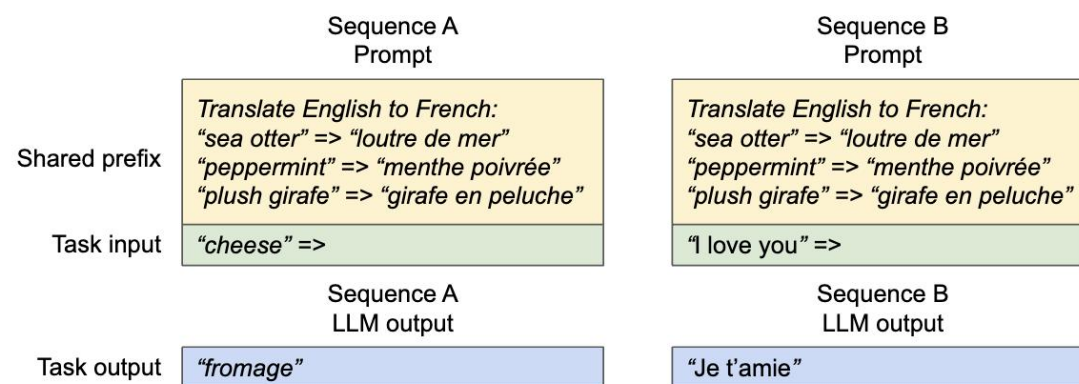 Sequence A
Prompt
Sequence B
Prompt
Shared prefix
Translate English to French:
“sea otter” => “loutre de mer”
“peppermint” => “menthe poivrée”
“plush girafe” => “girafe en peluche”
Translate English to French:
“sea otter” => “loutre de mer”
“peppermint” => “menthe poivrée”
“plush girafe” => “girafe en peluche”
Task input
“cheese” =>
“I love you” =>
Sequence A
LLM output
Sequence B
LLM output
Task output
“fromage”
“Je t’amie”